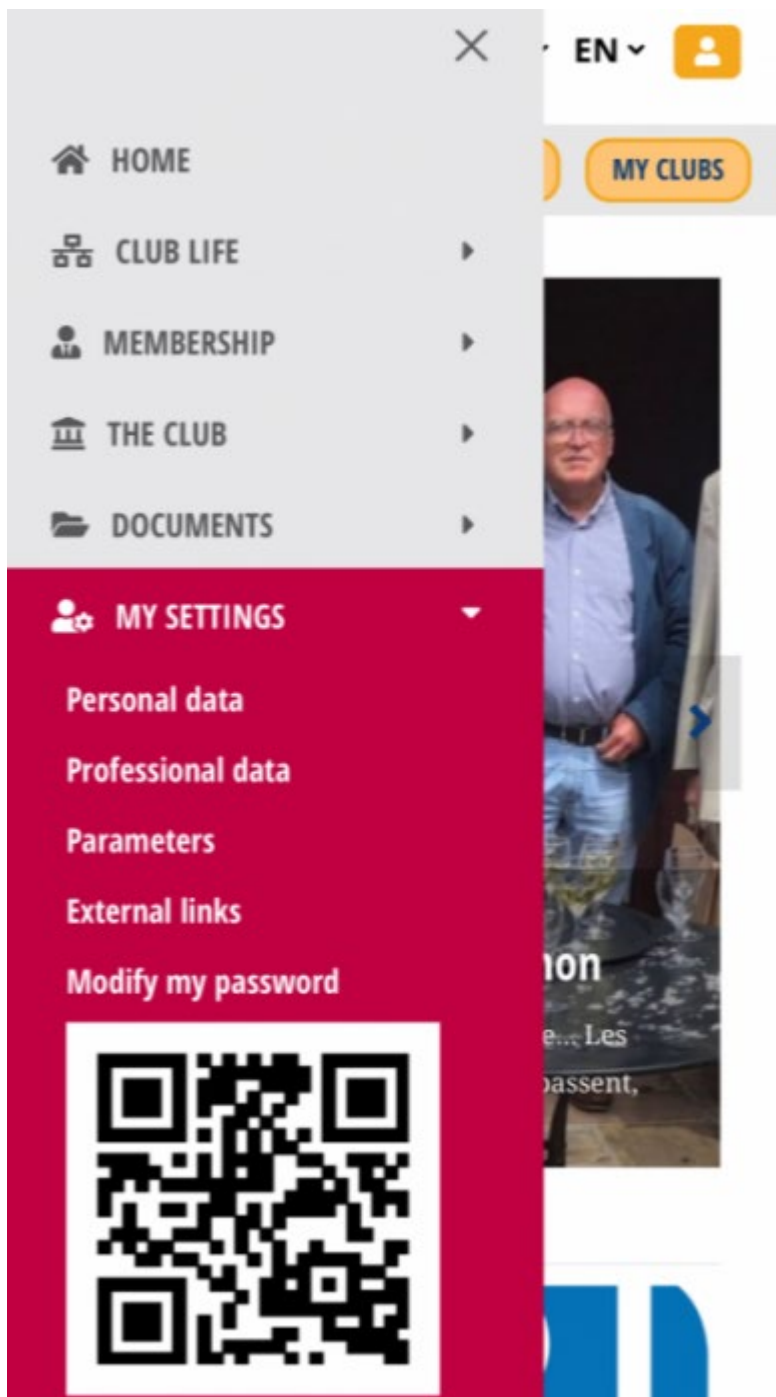 EN
MY CLUBS
HOME
CLUB LIFE
MEMBERSHIP
THE CLUB
DOCUMENTS
MY SETTINGS
Personal data
Professional data
Parameters
External links
Modify my password
... Les
passent,